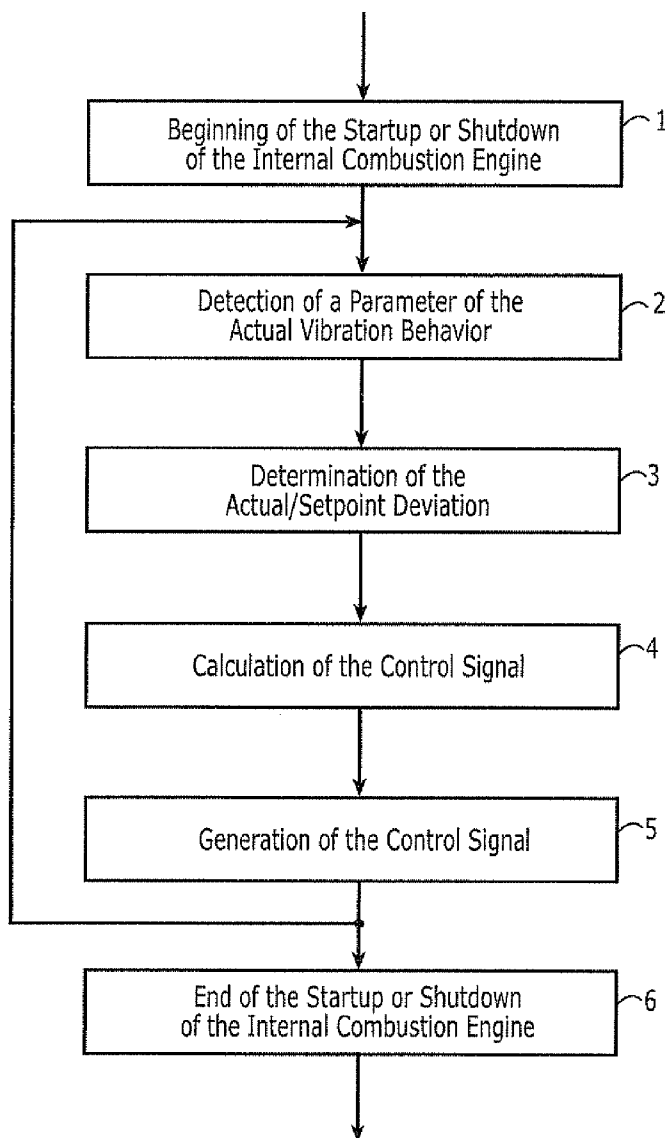 Beginning of the Startup or Shutdown
of the Internal Combustion Engine
1
Detection of a Parameter of the
Actual Vibration Behavior
2
Determination of the
Actual/Setpoint Deviation
3
Calculation of the Control Signal
4
Generation of the Control Signal
5
End of the Startup or Shutdown
of the Internal Combustion Engine
6